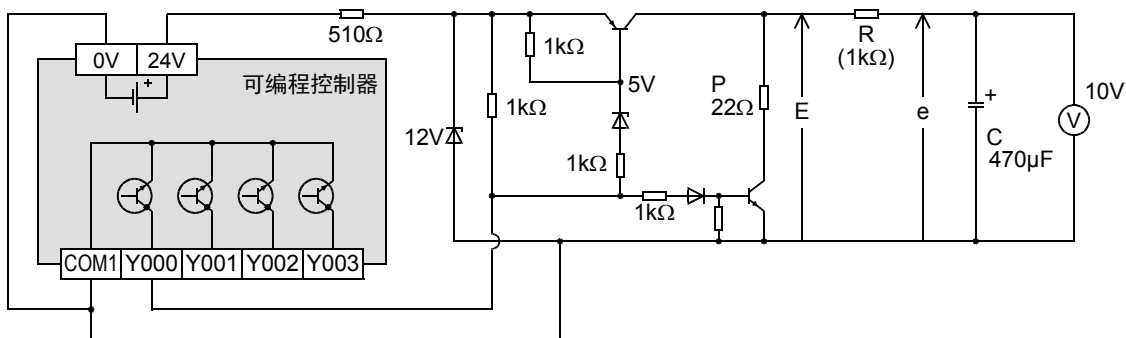 0V 24V
+
可编程控制器
COM1 Y000 Y001 Y002 Y003
510Ω
12V
1kΩ
1kΩ
5V
1kΩ
1kΩ
P
22Ω
E
R
(1kΩ)
e
+
C
470µF
10V
V